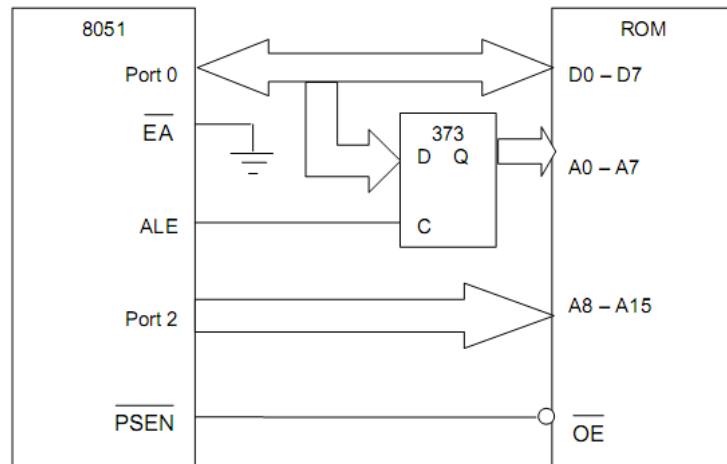 8051
ROM
Port 0
D0 – D7
EA
373
D Q
A0 – A7
ALE
C
Port 2
A8 – A15
PSEN
OE